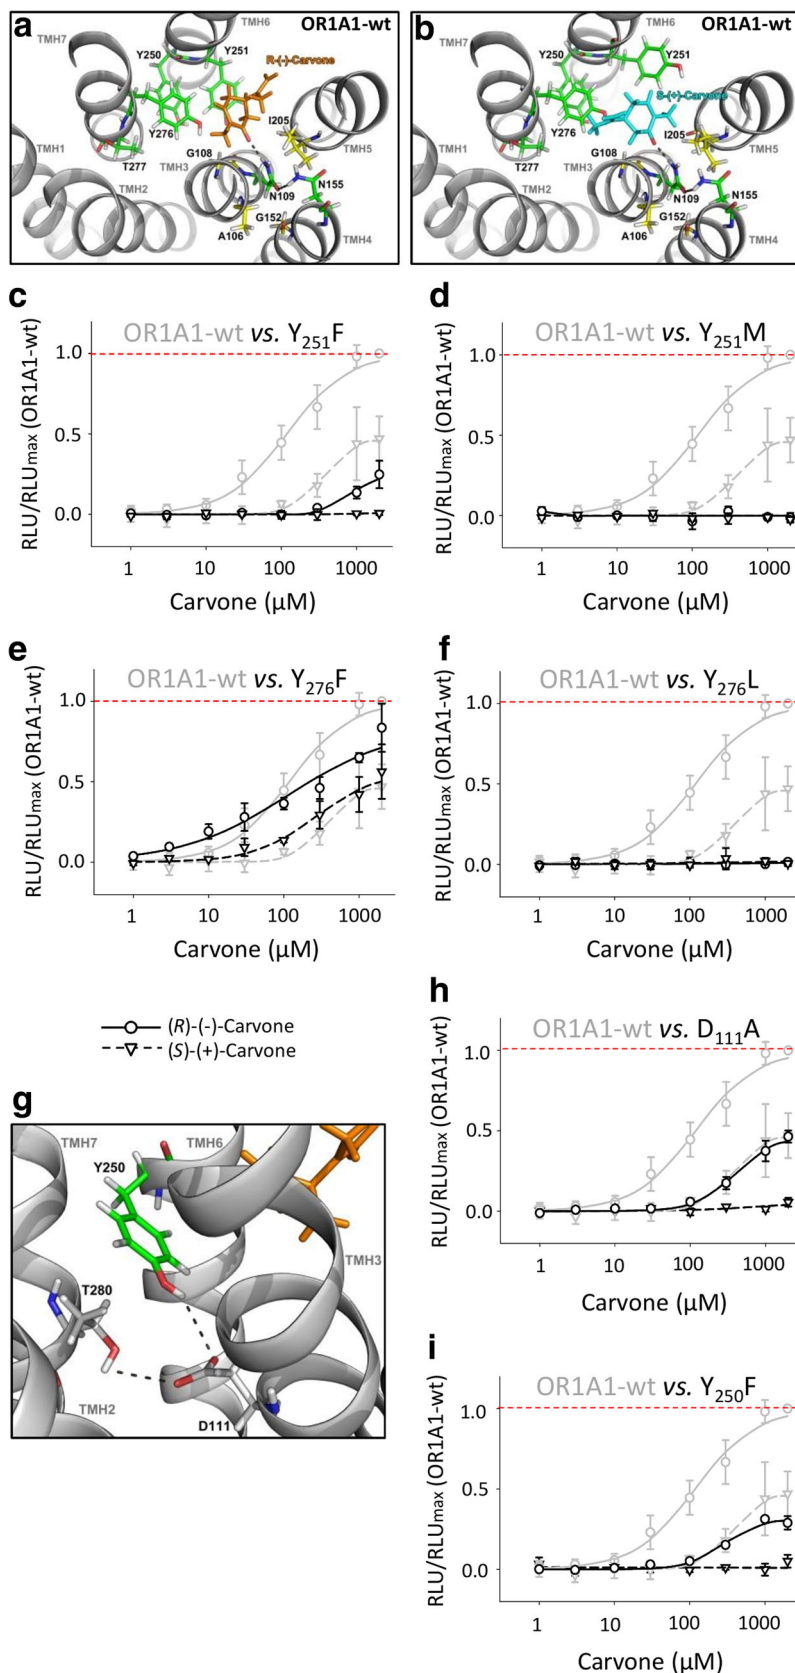 a
OR1A1-wt
TMH6
TMH7
Y250
Y251
R-(-)-Carvone
Y276
I205
TMH1
T277
G108
TMH3
TMH5
TMH2
N109
N155
G152
A106
TMH4
b
OR1A1-wt
TMH6
TMH7
Y250
Y251
S-(+)-Carvone
Y276
I205
TMH1
T277
G108
TMH3
TMH5
TMH2
N109
N155
G152
A106
TMH4
c
OR1A1-wt vs. Y251F
RLU/RLUmax (OR1A1-wt)
1.0
0.5
0.0
1 10 100 1000
Carvone (µM)
d
OR1A1-wt vs. Y251M
RLU/RLUmax (OR1A1-wt)
1.0
0.5
0.0
1 10 100 1000
Carvone (µM)
e
OR1A1-wt vs. Y276F
RLU/RLUmax (OR1A1-wt)
1.0
0.5
0.0
1 10 100 1000
Carvone (µM)
f
OR1A1-wt vs. Y276L
RLU/RLUmax (OR1A1-wt)
1.0
0.5
0.0
1 10 100 1000
Carvone (µM)
(R)-(-)-Carvone
(S)-(+)-Carvone
g
TMH7
TMH6
Y250
TMH3
T280
TMH2
D111
h
OR1A1-wt vs. D111A
RLU/RLUmax (OR1A1-wt)
1.0
0.5
0.0
1 10 100 1000
Carvone (µM)
i
OR1A1-wt vs. Y250F
RLU/RLUmax (OR1A1-wt)
1.0
0.5
0.0
1 10 100 1000
Carvone (µM)